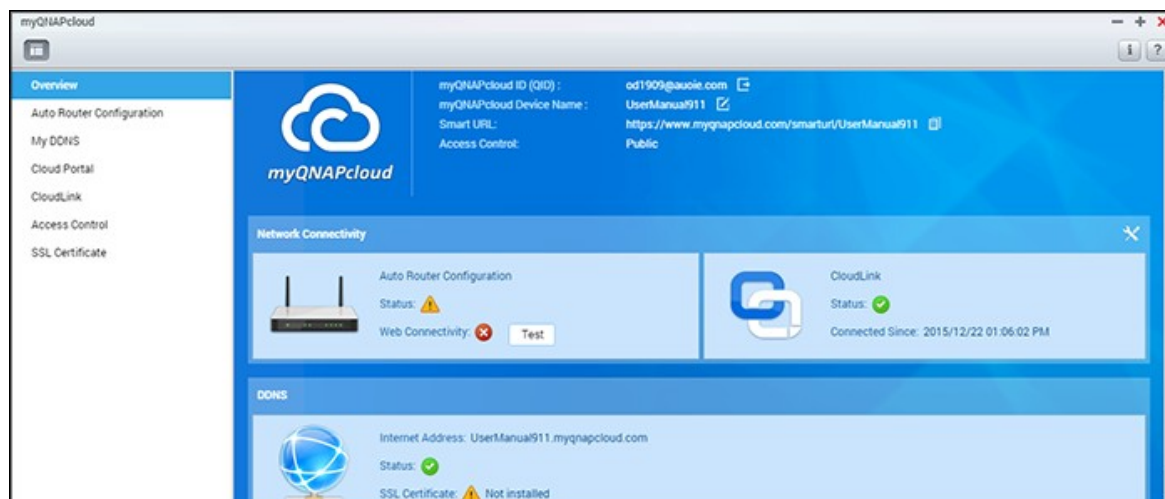 myQNAPcloud
Overview
Auto Router Configuration
My DDNS
Cloud Portal
CloudLink
Access Control
SSL Certificate
myQNAPcloud
myQNAPcloud ID (QID) : od1909@auoie.com
myQNAPcloud Device Name : UserManual911
Smart URL: https://www.myqnapcloud.com/smarturl/UserManual911
Access Control: Public
Network Connectivity
Auto Router Configuration
Status:
Web Connectivity: Test
CloudLink
Status:
Connected Since: 2015/12/22 01:06:02 PM
DDNS
Internet Address: UserManual911.myqnapcloud.com
Status:
SSL Certificate: Not installed